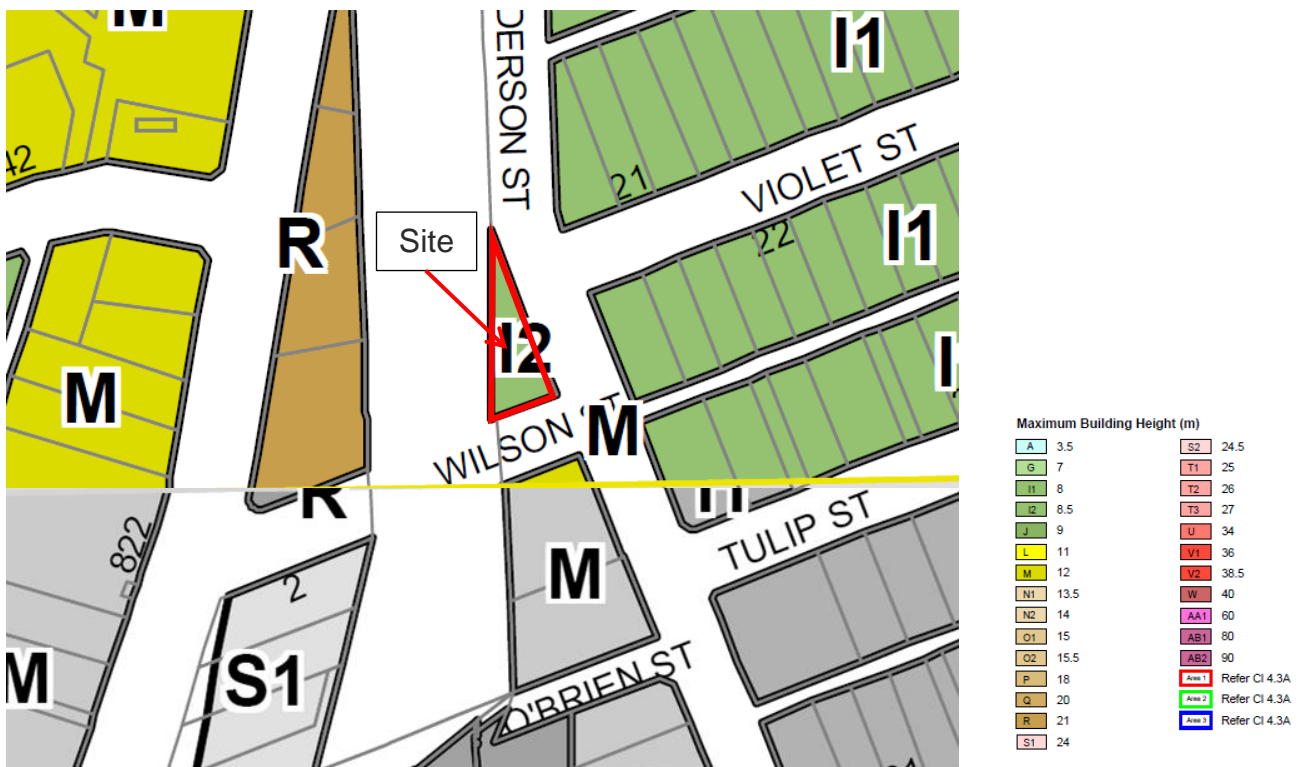 M
DERSON ST
I1
42
21
VIOLET ST
R
Site
22
I1
I2
M
M
WILSON ST
R
I1
TULIP ST
822
2
M
M
S1
O'BRIEN ST
Maximum Building Height (m)
A 3.5
G 7
I1 8
I2 8.5
J 9
L 11
M 12
N1 13.5
N2 14
O1 15
O2 15.5
P 18
Q 20
R 21
S1 24
S2 24.5
T1 25
T2 26
T3 27
U 34
V1 36
V2 38.5
W 40
AA1 60
AB1 80
AB2 90
Area 1 Refer Cl 4.3A
Area 2 Refer Cl 4.3A
Area 3 Refer Cl 4.3A